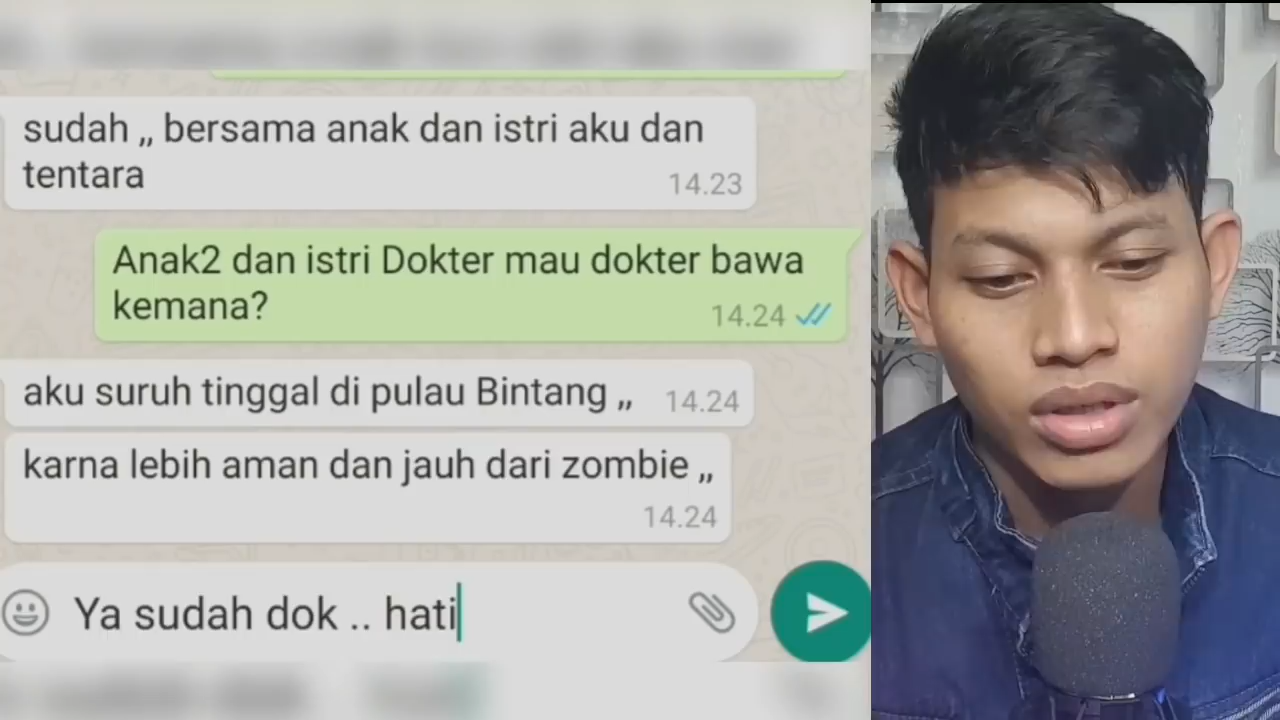 sudah ,, bersama anak dan istri aku dan
tentara
14.23
Anak2 dan istri Dokter mau dokter bawa
kemana?
14.24
aku suruh tinggal di pulau Bintang ,,
14.24
karna lebih aman dan jauh dari zombie ,,
14.24
Ya sudah dok .. hati